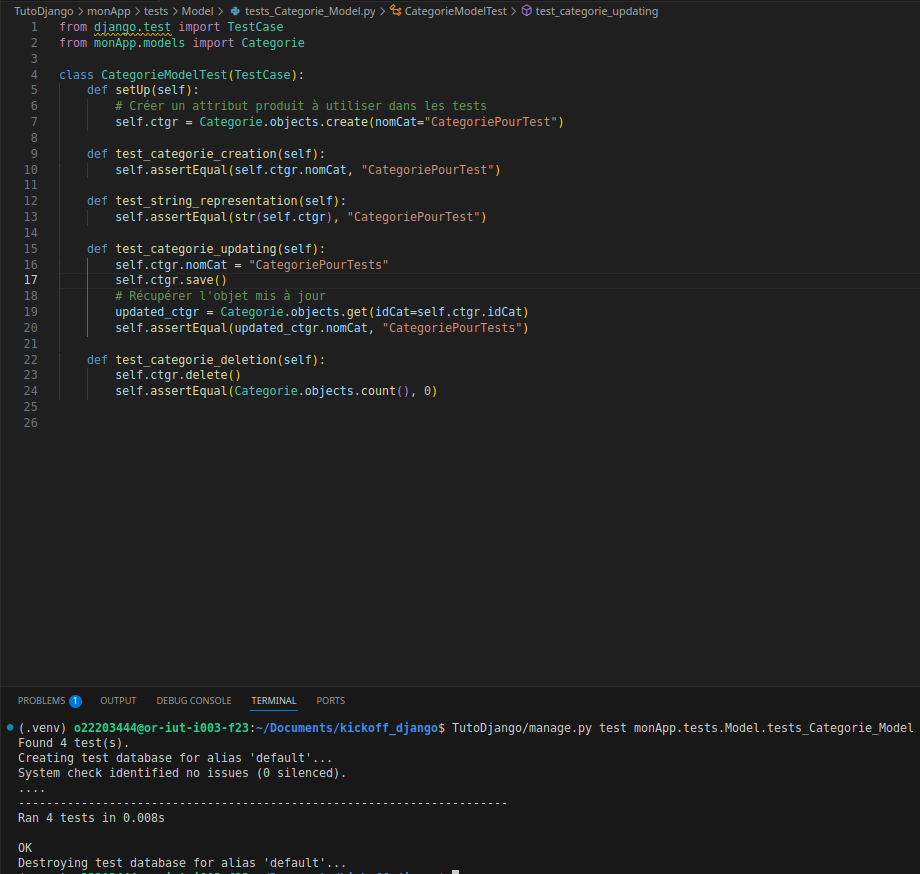 TutoDjango > monApp > tests > Model > tests_Categorie_Model.py > CategorieModelTest > test_categorie_updating
1 from django.test import TestCase
2 from monApp.models import Categorie
3
4 class CategorieModelTest(TestCase):
5     def setUp(self):
6         # Créer un attribut produit à utiliser dans les tests
7         self.ctgr = Categorie.objects.create(nomCat="CategoriePourTest")
8
9     def test_categorie_creation(self):
10         self.assertEqual(self.ctgr.nomCat, "CategoriePourTest")
11
12     def test_string_representation(self):
13         self.assertEqual(str(self.ctgr), "CategoriePourTest")
14
15     def test_categorie_updating(self):
16         self.ctgr.nomCat = "CategoriePourTests"
17         self.ctgr.save()
18         # Récupérer l'objet mis à jour
19         updated_ctgr = Categorie.objects.get(idCat=self.ctgr.idCat)
20         self.assertEqual(updated_ctgr.nomCat, "CategoriePourTests")
21
22     def test_categorie_deletion(self):
23         self.ctgr.delete()
24         self.assertEqual(Categorie.objects.count(), 0)
25
26
PROBLEMS 1 OUTPUT DEBUG CONSOLE TERMINAL PORTS
(.venv) o22203444@or-iut-i003-f23:~/Documents/kickoff_django$ TutoDjango/manage.py test monApp.tests.Model.tests_Categorie_Model
Found 4 test(s).
Creating test database for alias 'default'...
System check identified no issues (0 silenced).
....
----------------------------------------------------------------------
Ran 4 tests in 0.008s

OK
Destroying test database for alias 'default'...